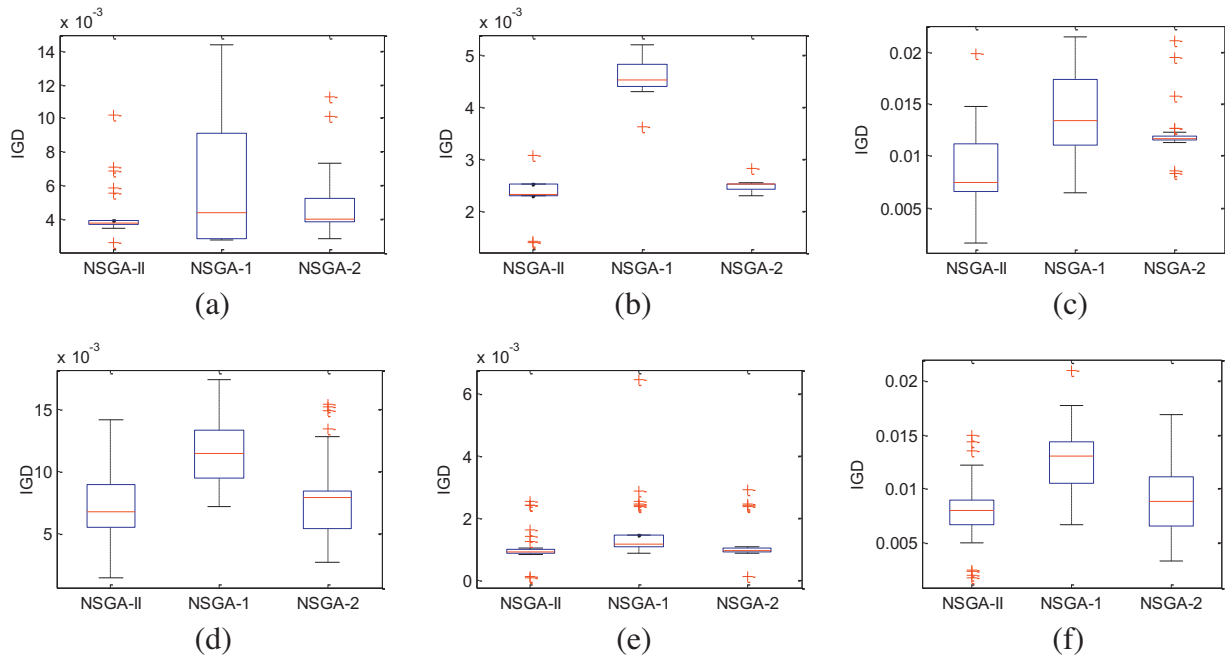 x 10-3
14
12
10
8
6
4
IGD
NSGA-II NSGA-1 NSGA-2
(a)
x 10-3
5
4
3
2
IGD
NSGA-II NSGA-1 NSGA-2
(b)
0.02
0.015
0.01
0.005
IGD
NSGA-II NSGA-1 NSGA-2
(c)
x 10-3
15
10
5
IGD
NSGA-II NSGA-1 NSGA-2
(d)
x 10-3
6
4
2
0
IGD
NSGA-II NSGA-1 NSGA-2
(e)
0.02
0.015
0.01
0.005
IGD
NSGA-II NSGA-1 NSGA-2
(f)